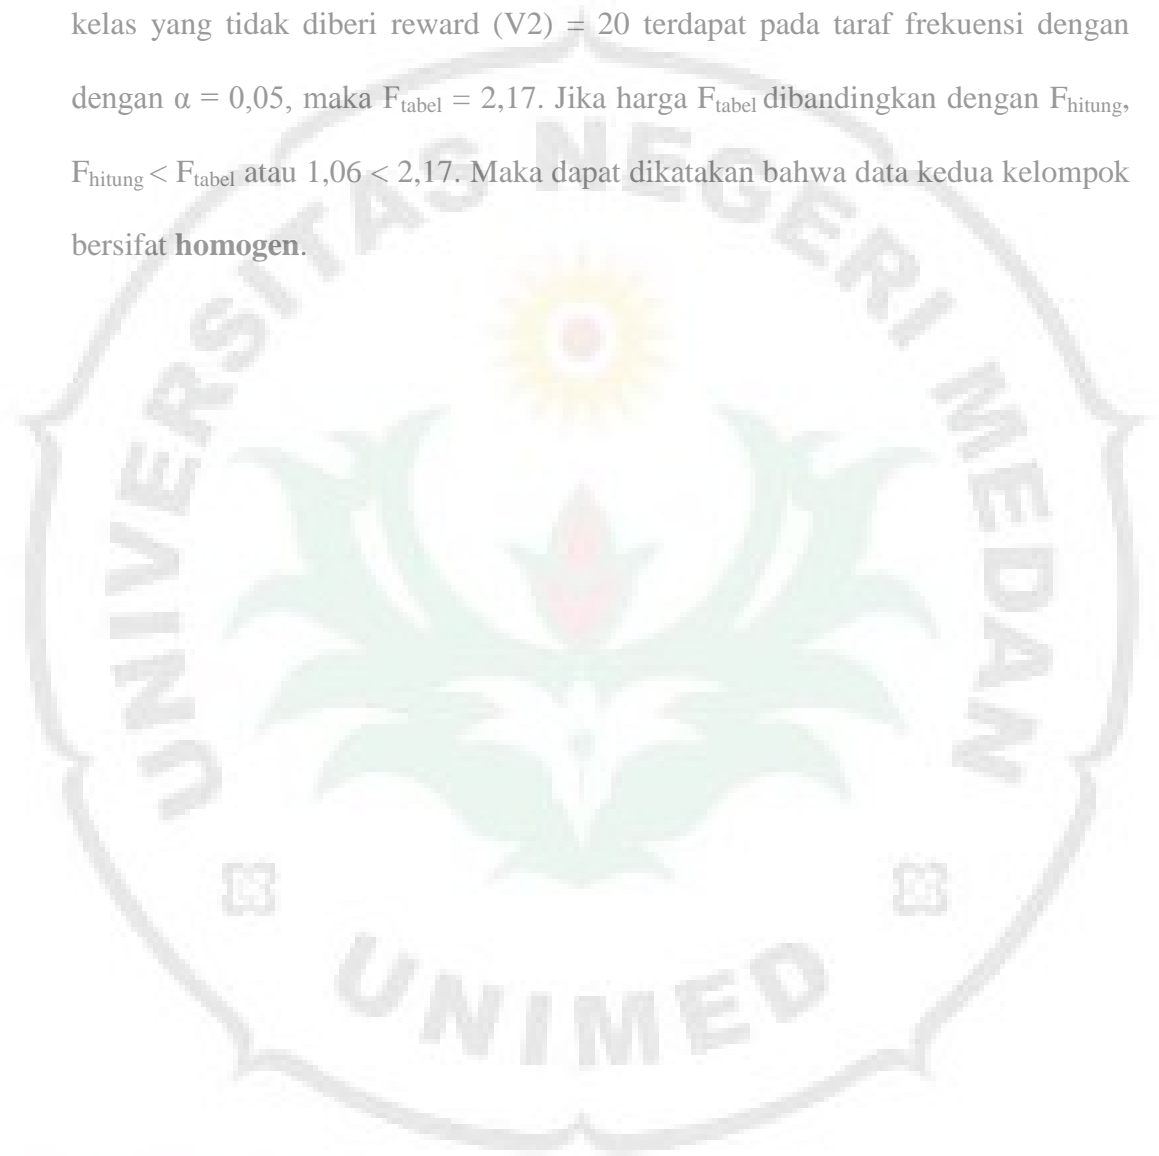 kelas yang tidak diberi reward (V2) = 20 terdapat pada taraf frekuensi dengan
dengan α = 0,05, maka Ftabel = 2,17. Jika harga Ftabel dibandingkan dengan Fhitung,
Fhitung < Ftabel atau 1,06 < 2,17. Maka dapat dikatakan bahwa data kedua kelompok
bersifat homogen.
UNIVERSITAS NEGERI MEDAN
UNIMED